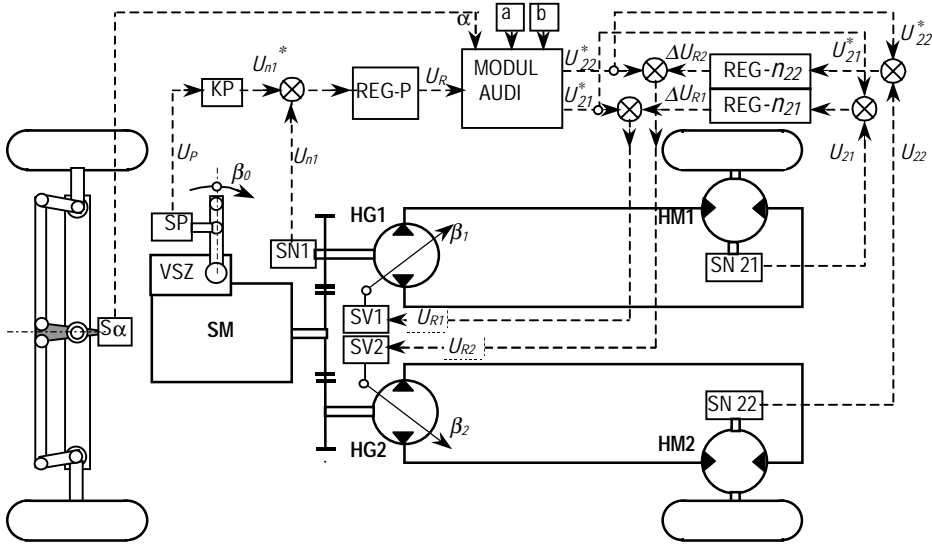 α
a
b
U*22
U*21
MODUL
AUDI
KP
U*n1
REG-P
UR
ΔUR2
REG-n22
ΔUR1
REG-n21
U*21
U*22
U21
U22
UP
Un1
β0
SP
VSZ
SN1
HG1
β1
HM1
SN 21
Sα
SM
SV1
UR1
SV2
UR2
SN 22
HG2
β2
HM2